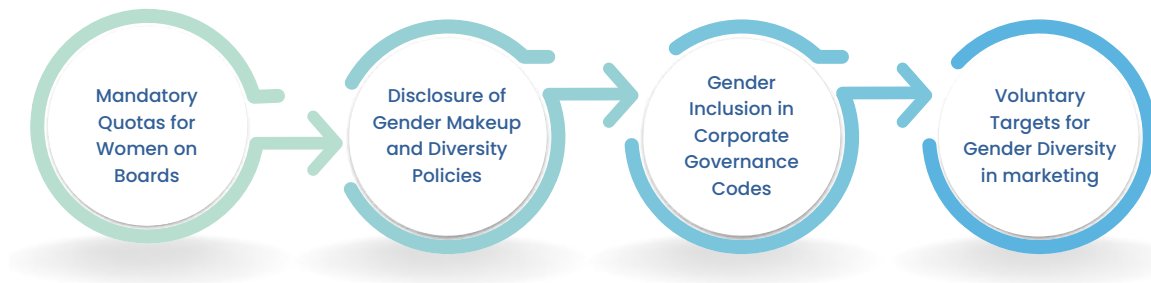 Mandatory
Quotas for
Women on
Boards
Disclosure of
Gender Makeup
and Diversity
Policies
Gender
Inclusion in
Corporate
Governance
Codes
Voluntary
Targets for
Gender Diversity
in marketing